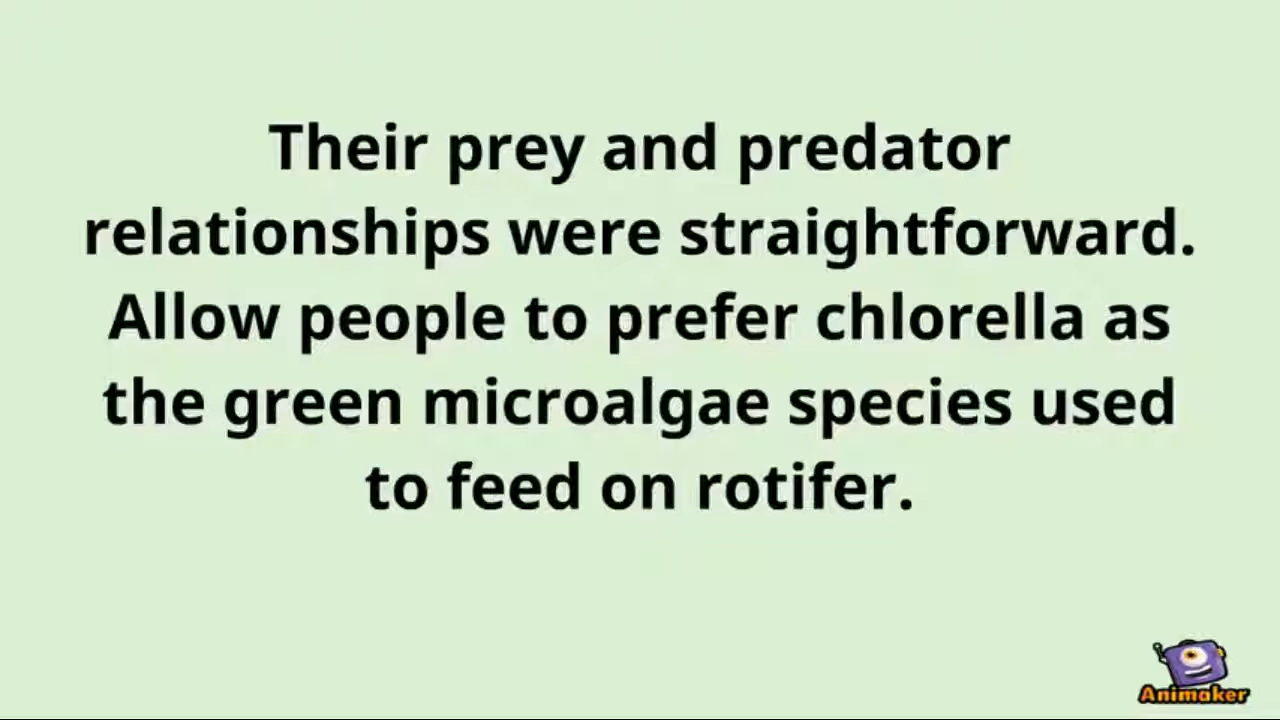 Their prey and predator
relationships were straightforward.
Allow people to prefer chlorella as
the green microalgae species used
to feed on rotifer.
Animaker